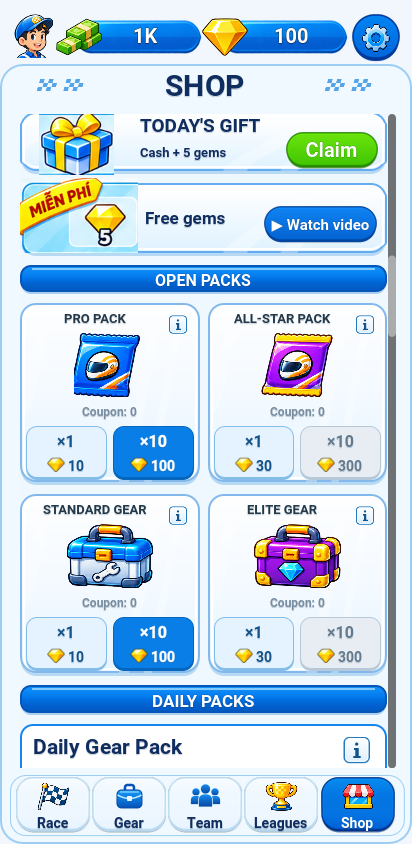 1K
100
SHOP
TODAY'S GIFT
Cash + 5 gems
Claim
MIỄN PHÍ
5
Free gems
▶ Watch video
OPEN PACKS
PRO PACK
i
ALL-STAR PACK
i
Coupon: 0
Coupon: 0
×1
10
×10
100
×1
30
×10
300
STANDARD GEAR
i
ELITE GEAR
i
Coupon: 0
Coupon: 0
×1
10
×10
100
×1
30
×10
300
DAILY PACKS
Daily Gear Pack
i
Race
Gear
Team
Leagues
Shop